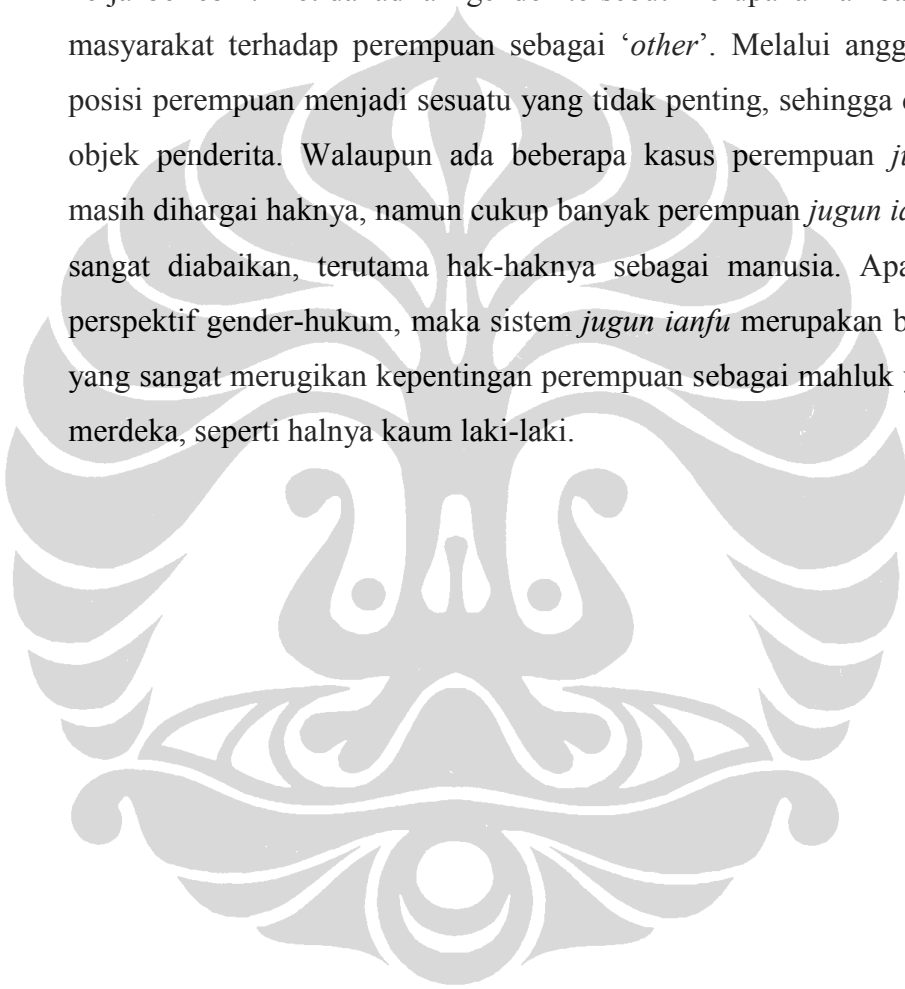 masyarakat terhadap perempuan sebagai ‘other’. Melalui angg
posisi perempuan menjadi sesuatu yang tidak penting, sehingga
objek penderita. Walaupun ada beberapa kasus perempuan
masih dihargai haknya, namun cukup banyak perempuan jugun
sangat diabaikan, terutama hak-haknya sebagai manusia. Apa
perspektif gender-hukum, maka sistem jugun ianfu merupakan
yang sangat merugikan kepentingan perempuan sebagai mahluk
merdeka, seperti halnya kaum laki-laki.